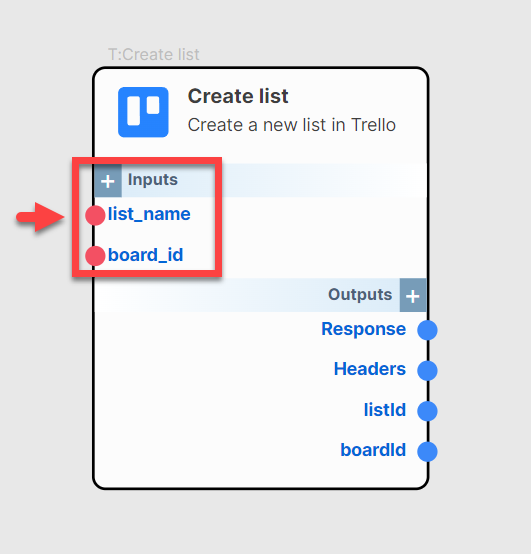 T:Create list
Create list
Create a new list in Trello
+ Inputs
list_name
board_id
Outputs +
Response
Headers
listId
boardId